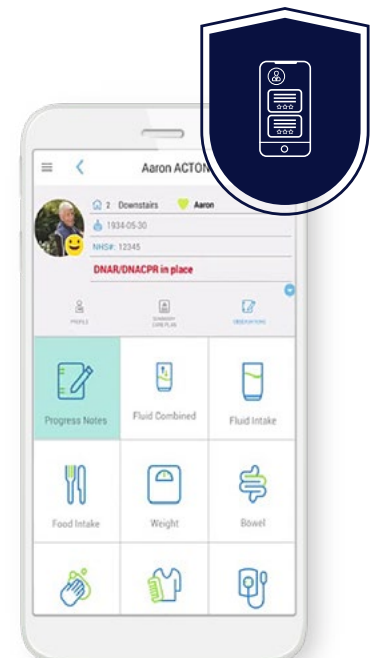 Aaron ACTON
2 Downstairs Aaron
1934-05-30
NHS#: 12345
DNAR/DNACPR in place
PROFILE
SUMMARY
CARE PLAN
OBSERVATIONS
Progress Notes
Fluid Combined
Fluid Intake
Food Intake
Weight
Bowel